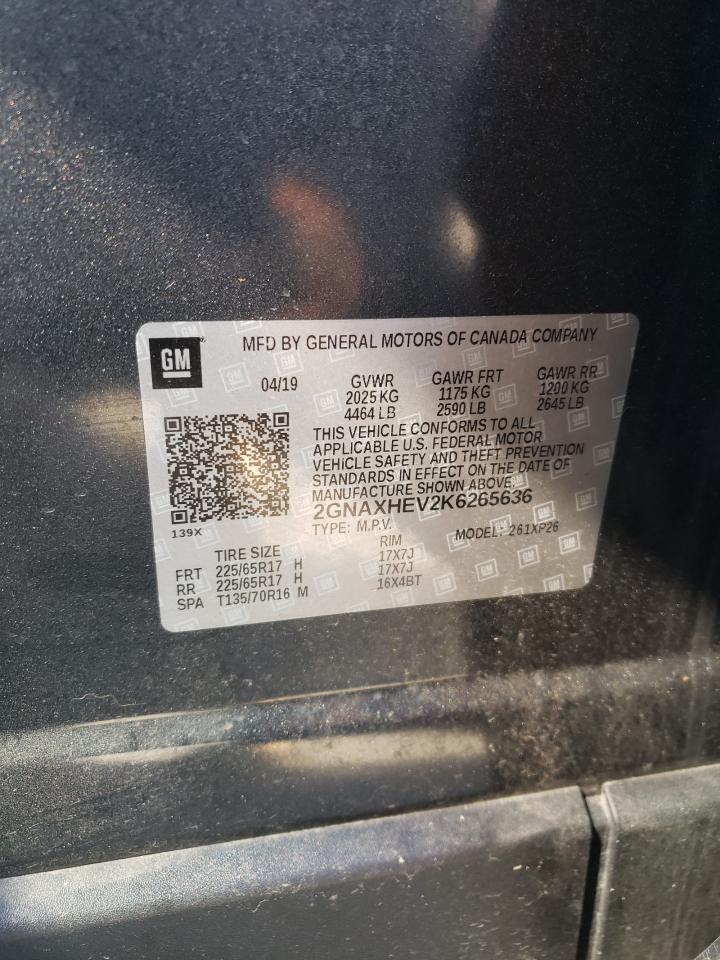 GM
MFD BY GENERAL MOTORS OF CANADA COMPANY
04/19
GVWR GAWR FRT GAWR RR
2025 KG 1175 KG 1200 KG
4464 LB 2590 LB 2645 LB
THIS VEHICLE CONFORMS TO ALL
APPLICABLE U.S. FEDERAL MOTOR
VEHICLE SAFETY AND THEFT PREVENTION
STANDARDS IN EFFECT ON THE DATE OF
MANUFACTURE SHOWN ABOVE.
2GNAXHEV2K6265636
TYPE: M.P.V. MODEL: 261XP26
139X
TIRE SIZE RIM
FRT 225/65R17 H 17X7J
RR 225/65R17 H 17X7J
SPA T135/70R16 M 16X4BT